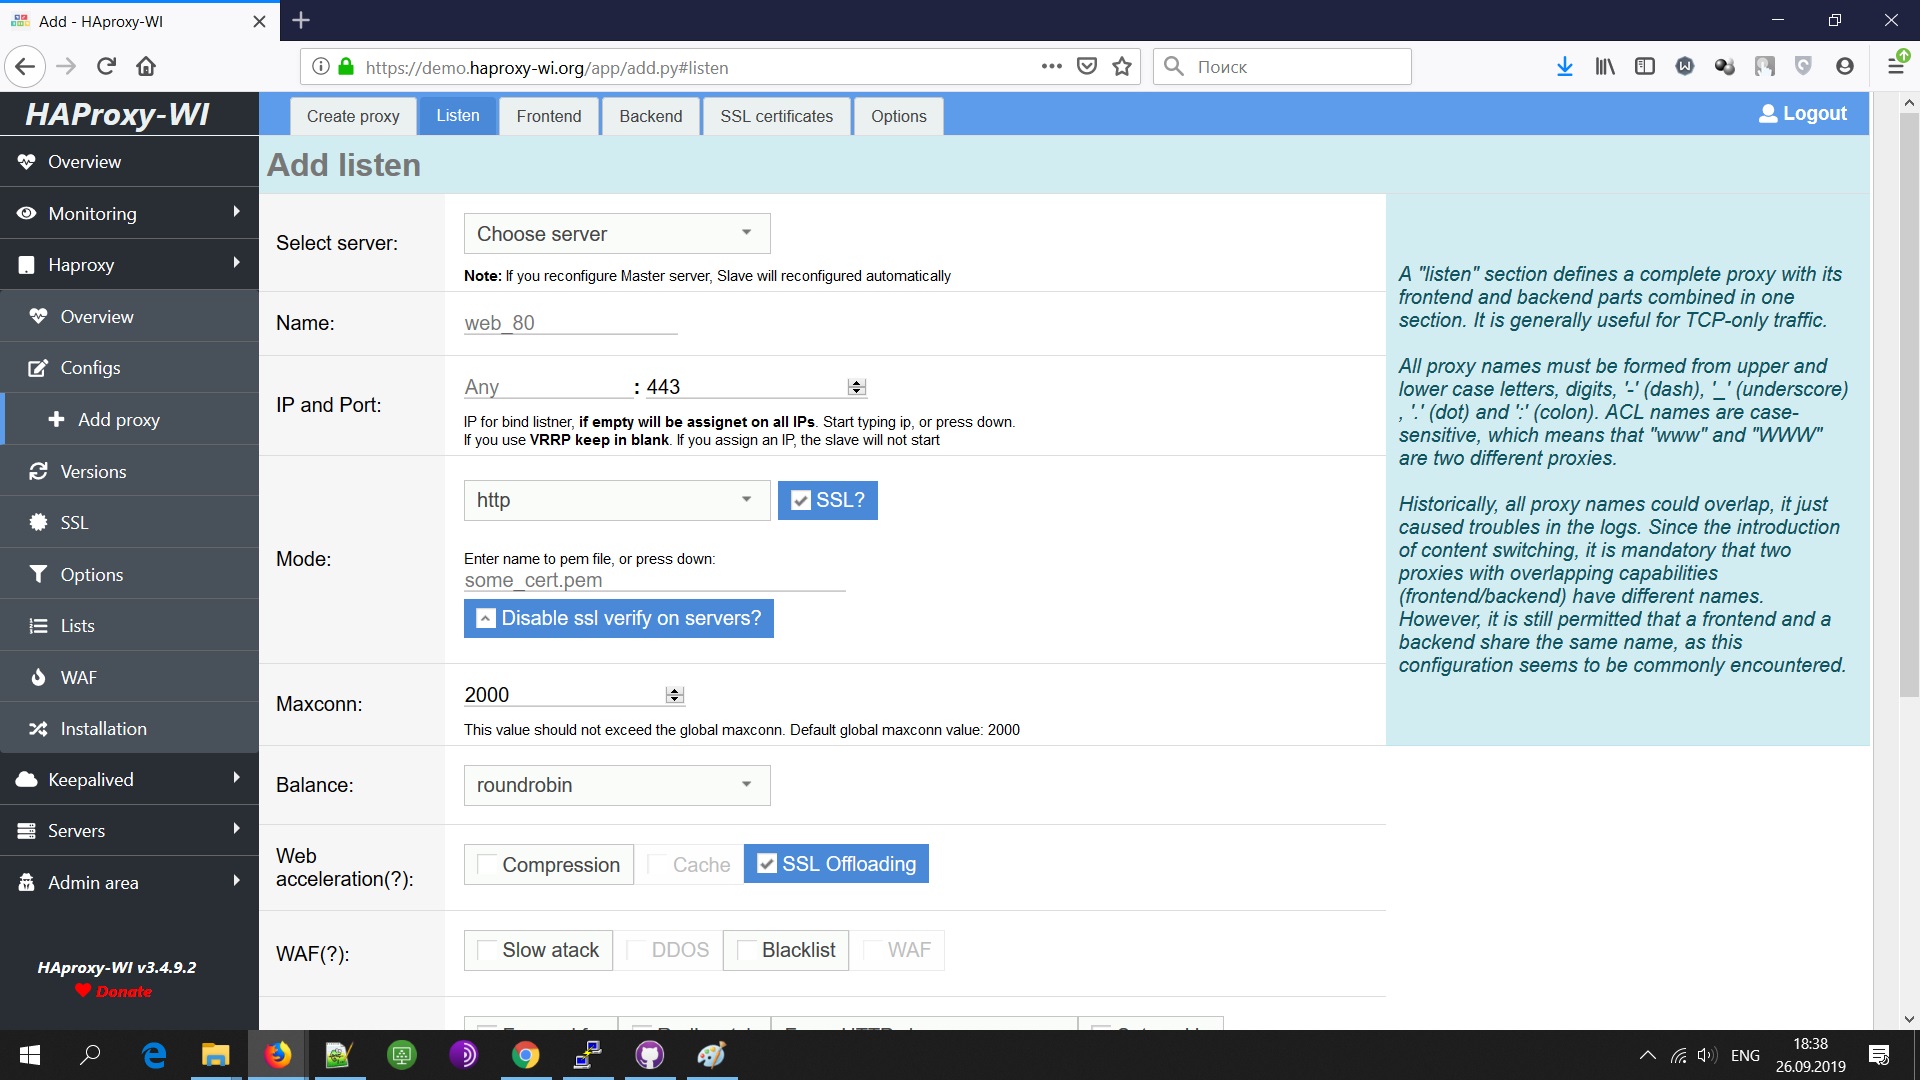 Add - HAproxy-WI
https://demo.haproxy-wi.org/app/add.py#listen
Поиск
HAProxy-WI
Create proxy
Listen
Frontend
Backend
SSL certificates
Options
Logout
Overview
Monitoring
Haproxy
Overview
Configs
Add proxy
Versions
SSL
Options
Lists
WAF
Installation
Keepalived
Servers
Admin area
HAproxy-WI v3.4.9.2
Donate
Add listen
Select server:
Choose server
Note: If you reconfigure Master server, Slave will reconfigured automatically
Name:
web_80
IP and Port:
Any : 443
IP for bind listner, if empty will be assignet on all IPs. Start typing ip, or press down.
If you use VRRP keep in blank. If you assign an IP, the slave will not start
Mode:
http
SSL?
Enter name to pem file, or press down:
some_cert.pem
Disable ssl verify on servers?
Maxconn:
2000
This value should not exceed the global maxconn. Default global maxconn value: 2000
Balance:
roundrobin
Web
acceleration(?):
Compression
Cache
SSL Offloading
WAF(?):
Slow atack
DDOS
Blacklist
WAF
A "listen" section defines a complete proxy with its
frontend and backend parts combined in one
section. It is generally useful for TCP-only traffic.
All proxy names must be formed from upper and
lower case letters, digits, '-' (dash), '_' (underscore)
, '.' (dot) and ':' (colon). ACL names are case-
sensitive, which means that "www" and "WWW"
are two different proxies.
Historically, all proxy names could overlap, it just
caused troubles in the logs. Since the introduction
of content switching, it is mandatory that two
proxies with overlapping capabilities
(frontend/backend) have different names.
However, it is still permitted that a frontend and a
backend share the same name, as this
configuration seems to be commonly encountered.
ENG
18:38
26.09.2019